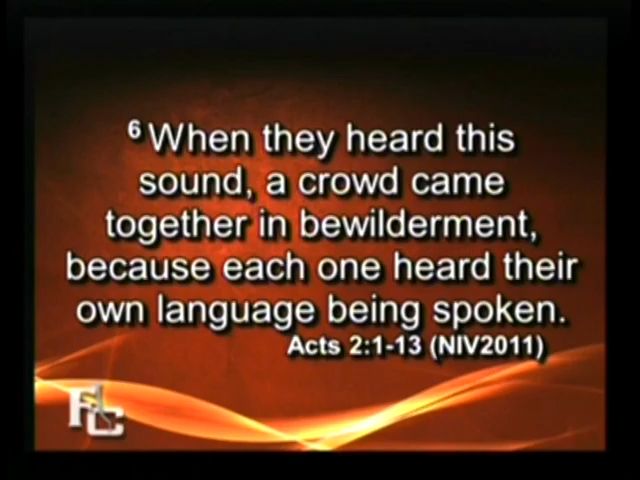 6 When they heard this
sound, a crowd came
together in bewilderment,
because each one heard their
own language being spoken.
Acts 2:1-13 (NIV2011)
FLC